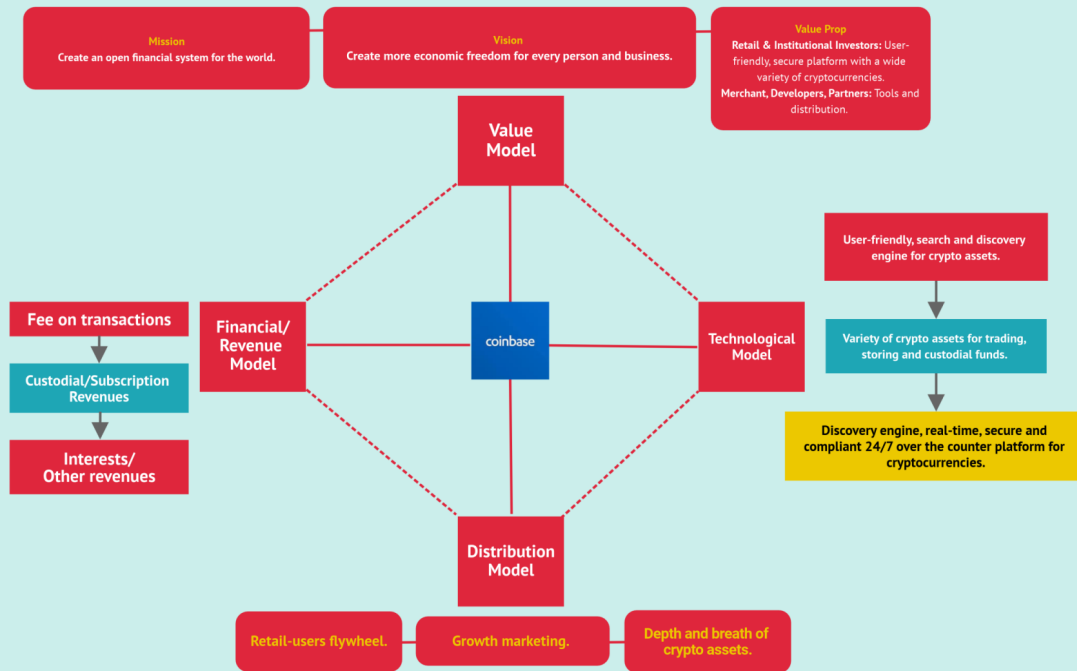 Mission
Create an open financial system for the world.
Vision
Create more economic freedom for every person and business.
Value Prop
Retail & Institutional Investors: User-
friendly, secure platform with a wide
variety of cryptocurrencies.
Merchant, Developers, Partners: Tools and
distribution.
Value
Model
User-friendly, search and discovery
engine for crypto assets.
Fee on transactions
Financial/
Revenue
Model
coinbase
Technological
Model
Variety of crypto assets for trading,
storing and custodial funds.
Custodial/Subscription
Revenues
Interests/
Other revenues
Discovery engine, real-time, secure and
compliant 24/7 over the counter platform for
cryptocurrencies.
Distribution
Model
Retail-users flywheel.
Growth marketing.
Depth and breath of
crypto assets.